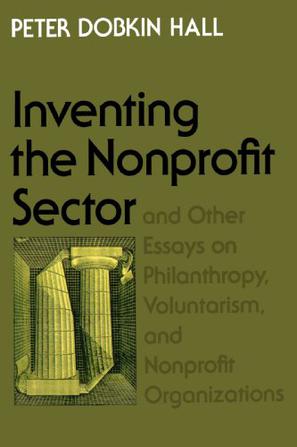 PETER DOBKIN HALL
Inventing
the Nonprofit
Sector
and Other
Essays on
Philanthropy,
Voluntarism,
and
Nonprofit
Organizations